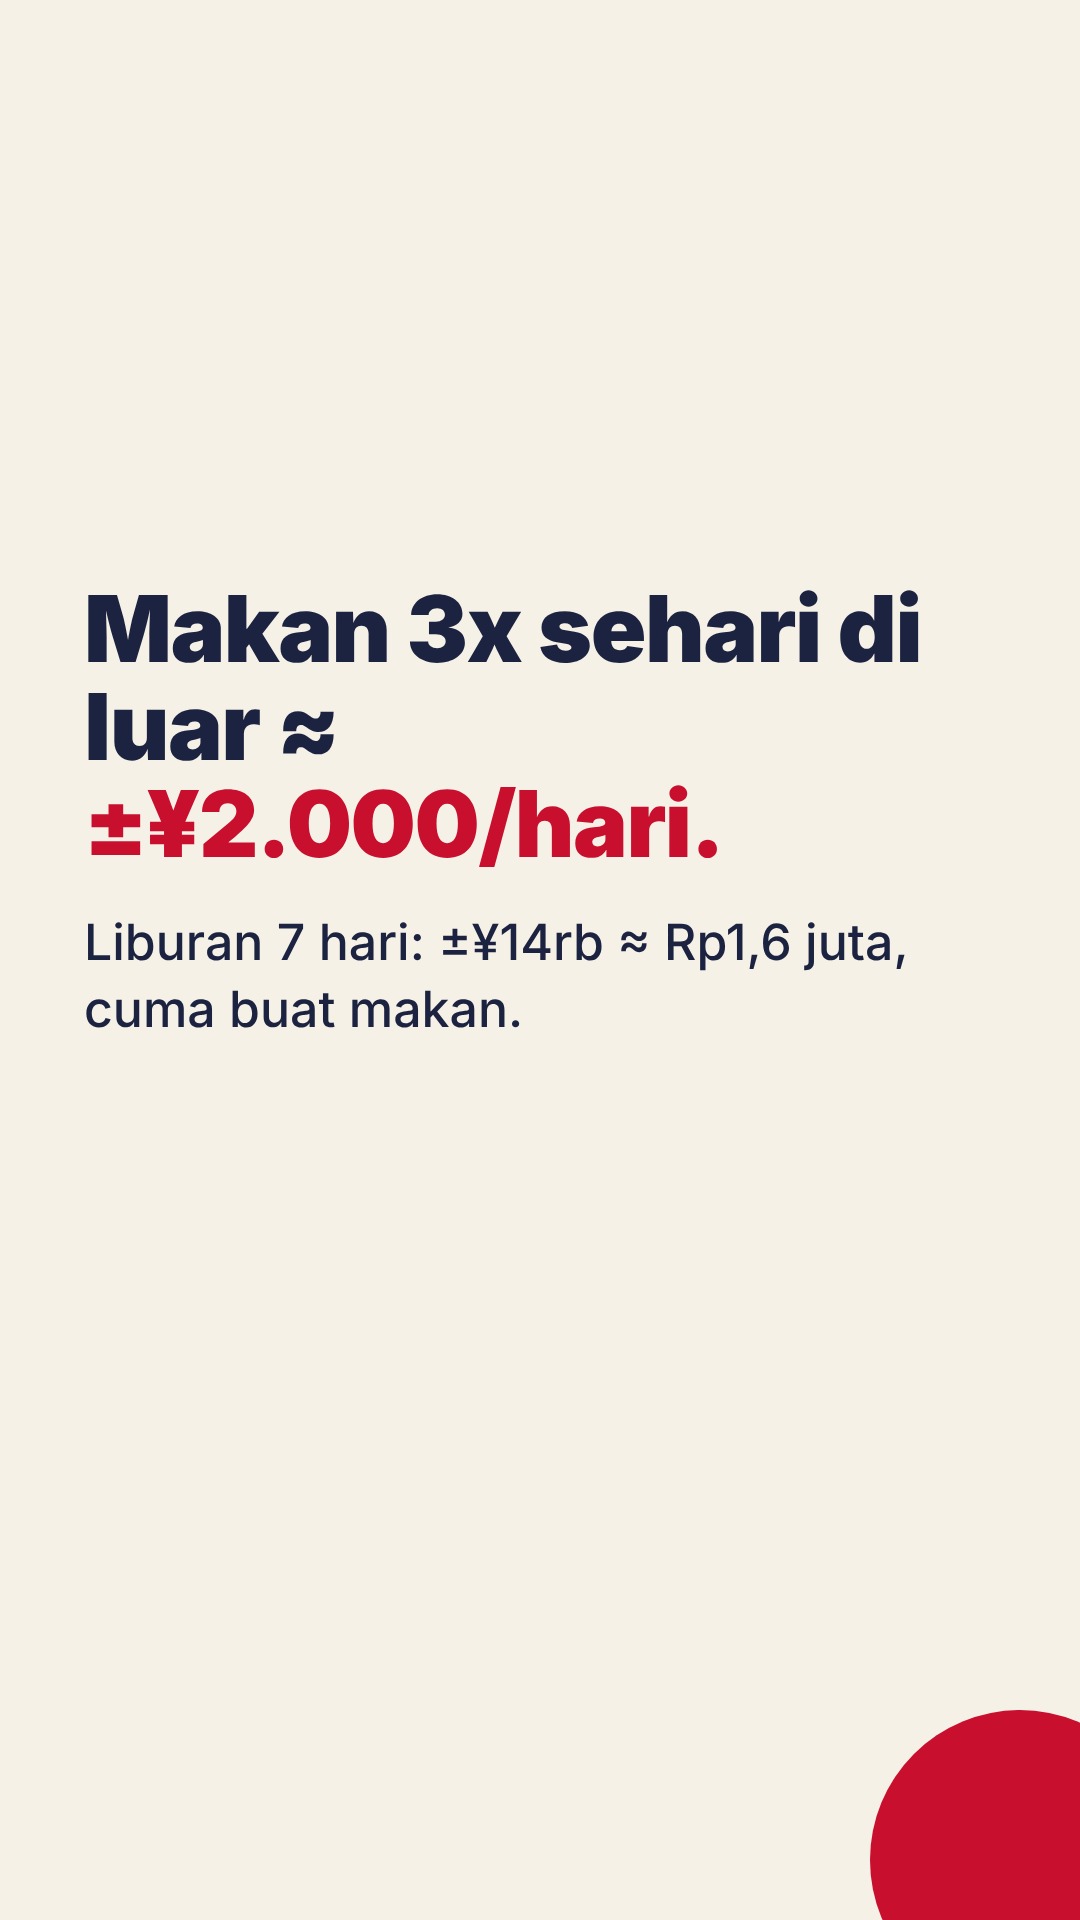 Makan 3x sehari di
luar ≈
±¥2.000/hari.
Liburan 7 hari: ±¥14rb ≈ Rp1,6 juta,
cuma buat makan.